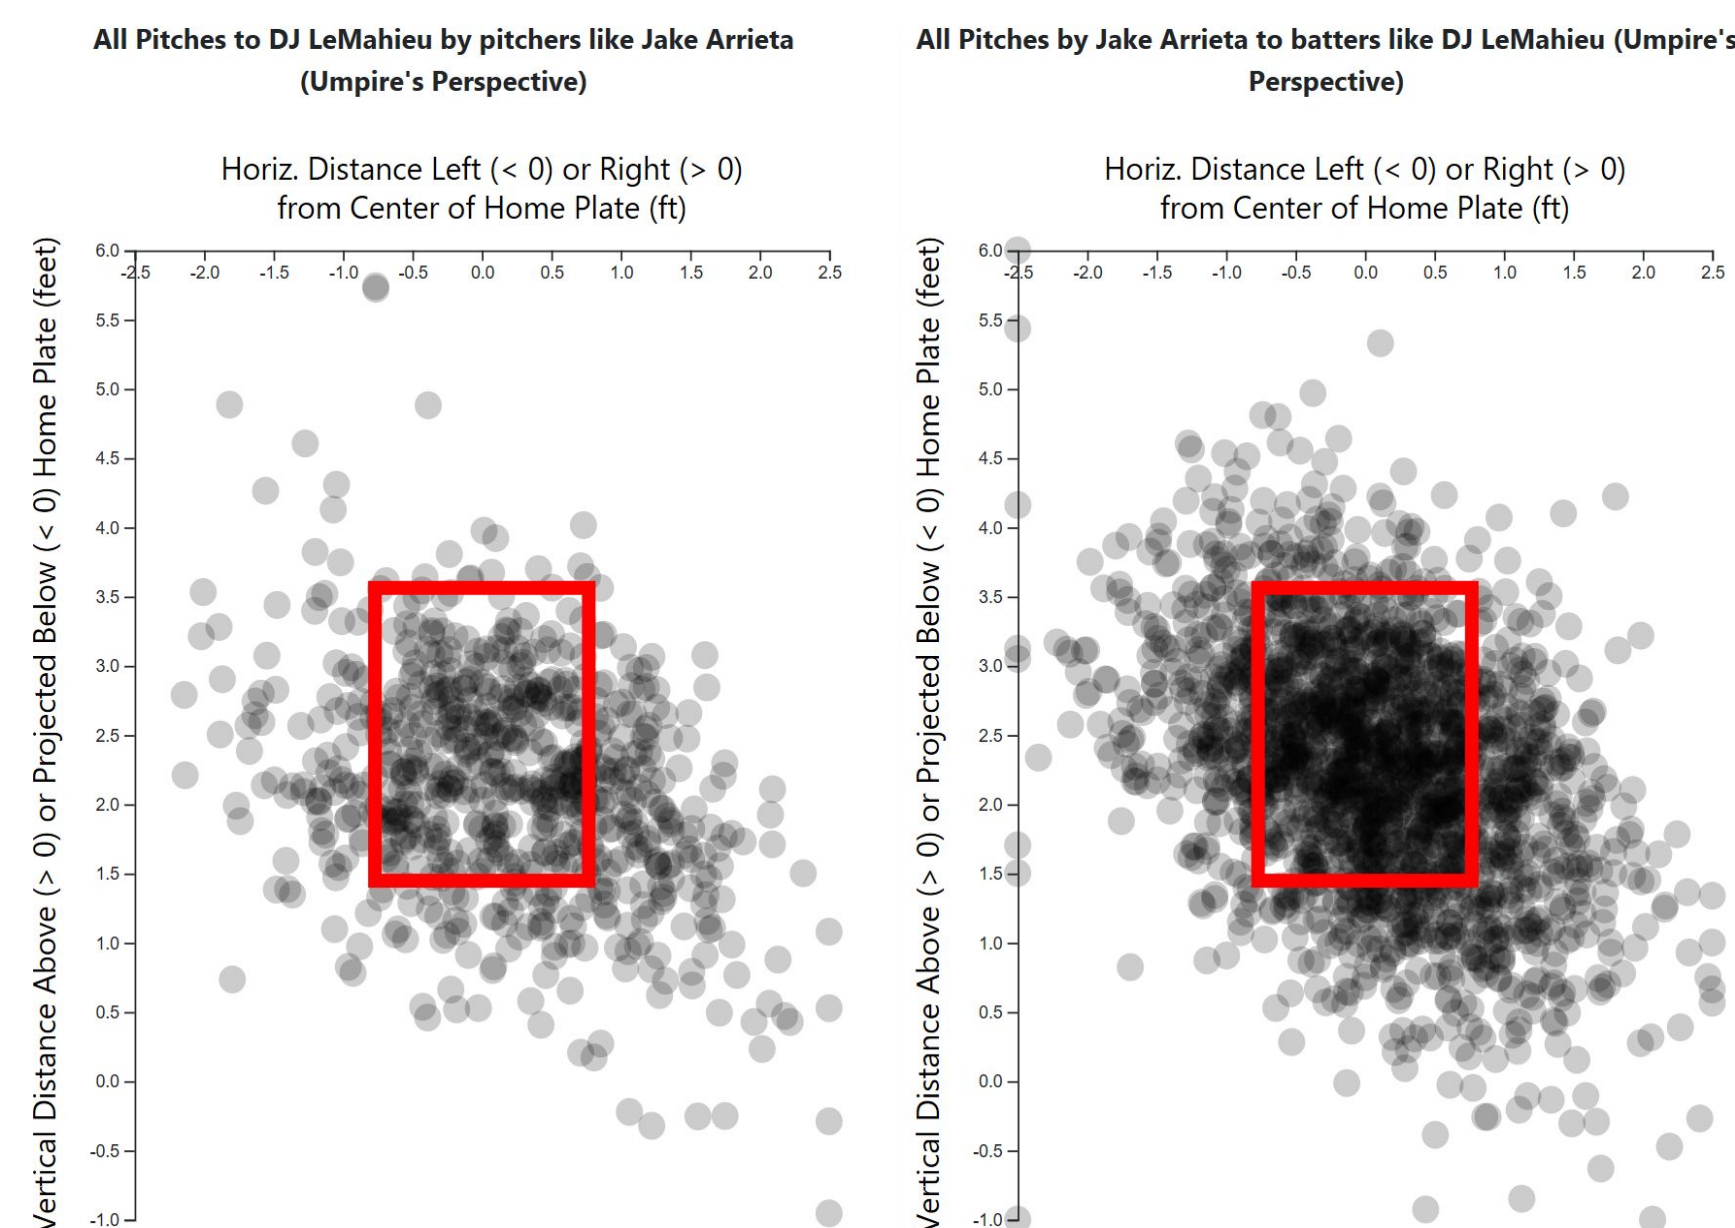 All Pitches to DJ LeMahieu by pitchers like Jake Arrieta
(Umpire's Perspective)
Horiz. Distance Left (< 0) or Right (> 0)
from Center of Home Plate (ft)
Vertical Distance Above (> 0) or Projected Below (< 0) Home Plate (feet)
-2.5 -2.0 -1.5 -1.0 -0.5 0.0 0.5 1.0 1.5 2.0 2.5
6.0
5.5
5.0
4.5
4.0
3.5
3.0
2.5
2.0
1.5
1.0
0.5
0.0
-0.5
-1.0
All Pitches by Jake Arrieta to batters like DJ LeMahieu (Umpire's
Perspective)
Horiz. Distance Left (< 0) or Right (> 0)
from Center of Home Plate (ft)
Vertical Distance Above (> 0) or Projected Below (< 0) Home Plate (feet)
-2.5 -2.0 -1.5 -1.0 -0.5 0.0 0.5 1.0 1.5 2.0 2.5
6.0
5.5
5.0
4.5
4.0
3.5
3.0
2.5
2.0
1.5
1.0
0.5
0.0
-0.5
-1.0